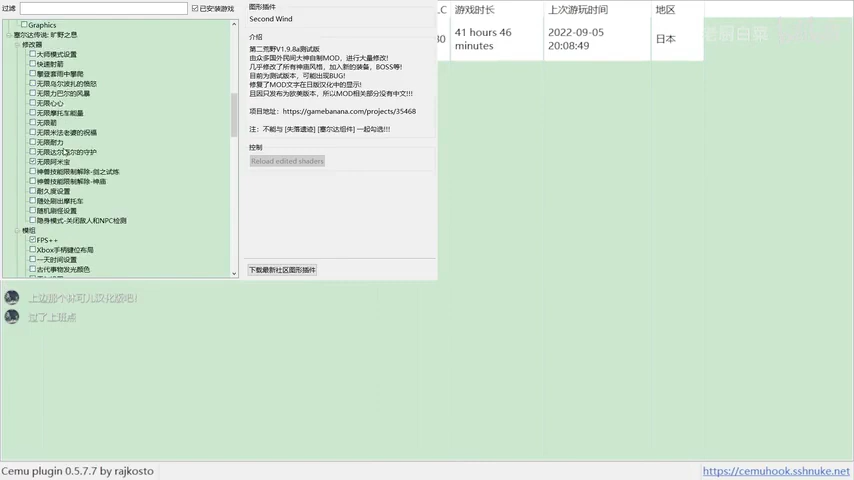 过滤
已安装游戏
Graphics
塞尔达传说: 旷野之息
修改器
大师模式设置
快速射箭
攀登套雨中攀爬
无限乌尔波扎的愤怒
无限力巴尔的风暴
无限心心
无限摩托车能量
无限箭
无限米法老婆的祝福
无限耐力
无限阿米宝
神兽技能限制解除-剑之试炼
神兽技能限制解除-神庙
耐久度设置
随处刷出摩托车
随机刷怪设置
隐身模式-关闭敌人和NPC检测
模组
FPS++
Xbox手柄键位布局
一天时间设置
古代事物发光颜色
图形插件
Second Wind
介绍
第二荒野V1.9.8a测试版
由众多国外民间大神自制MOD，进行大量修改!
几乎修改了所有神庙风格，加入新的装备，BOSS等!
目前为测试版本，可能出现BUG!
修复了MOD文字在日版汉化中的显示!
且因只发布为欧美版本，所以MOD相关部分没有中文!!!
项目地址：https://gamebanana.com/projects/35468
注：不能与 [失落遗迹] [塞尔达组件] 一起勾选!!!
控制
Reload edited shaders
下载最新社区图形插件
LC 游戏时长 上次游玩时间 地区
30 41 hours 46 minutes 2022-09-05 20:08:49 日本
过了上班点
Cemu plugin 0.5.7.7 by rajkosto
https://cemuhook.sshnuke.net